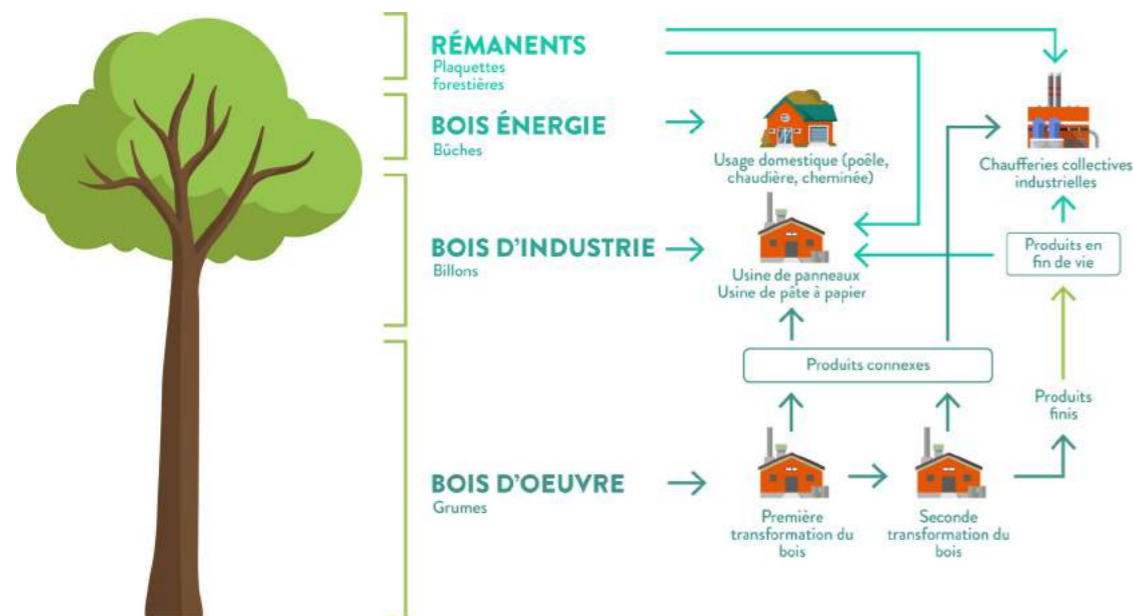 RÉMANENTS
Plaquettes
forestières
BOIS ÉNERGIE
Bûches
Usage domestique (poêle,
chaudière, cheminée)
Chaufferies collectives
industrielles
BOIS D'INDUSTRIE
Billons
Usine de panneaux
Usine de pâte à papier
Produits en
fin de vie
Produits connexes
Produits
finis
BOIS D'OEUVRE
Grumes
Première
transformation du
bois
Seconde
transformation du
bois